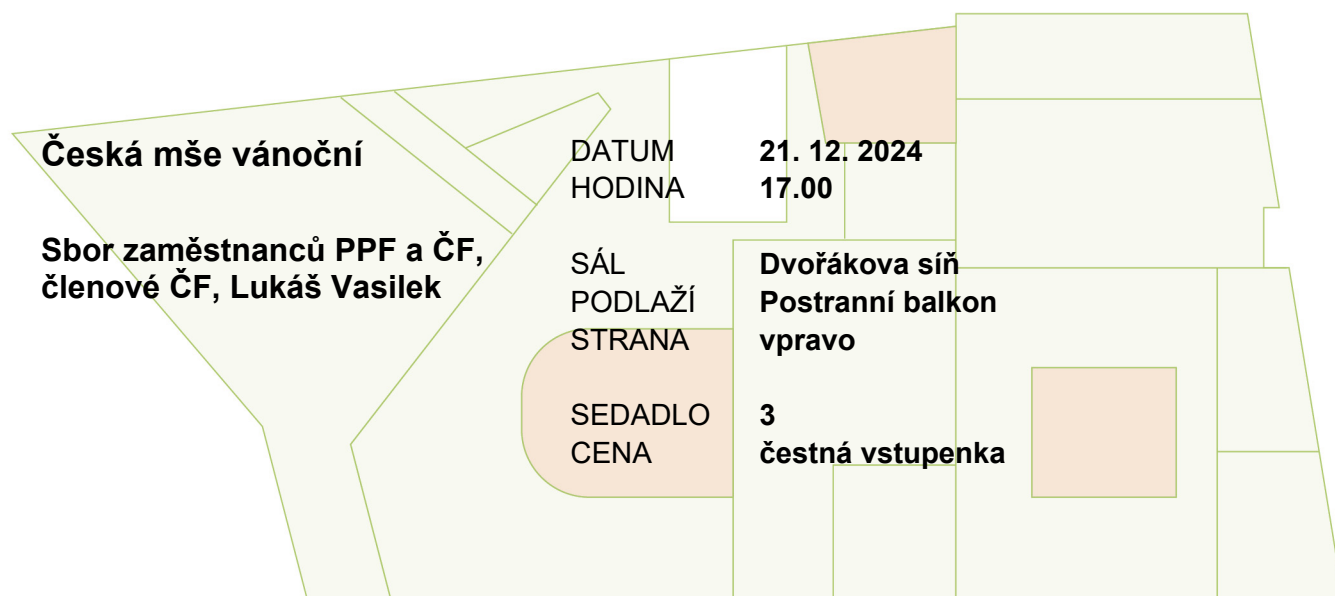 Česká mše vánoční
Sbor zaměstnanců PPF a ČF,
členové ČF, Lukáš Vasilek
DATUM 21. 12. 2024
HODINA 17.00
SÁL Dvořákova síň
PODLAŽÍ Postranní balkon
STRANA vpravo
SEDADLO 3
CENA čestná vstupenka